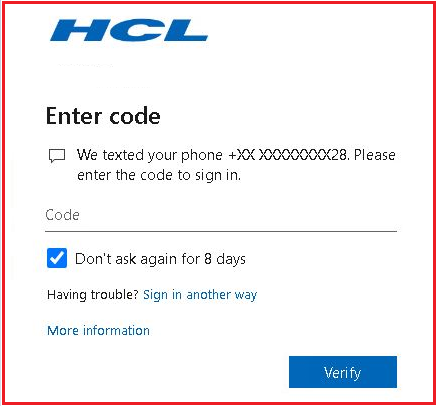 HCL
Enter code
We texted your phone +XX XXXXXXXX28. Please
enter the code to sign in.
Code
Don't ask again for 8 days
Having trouble? Sign in another way
More information
Verify